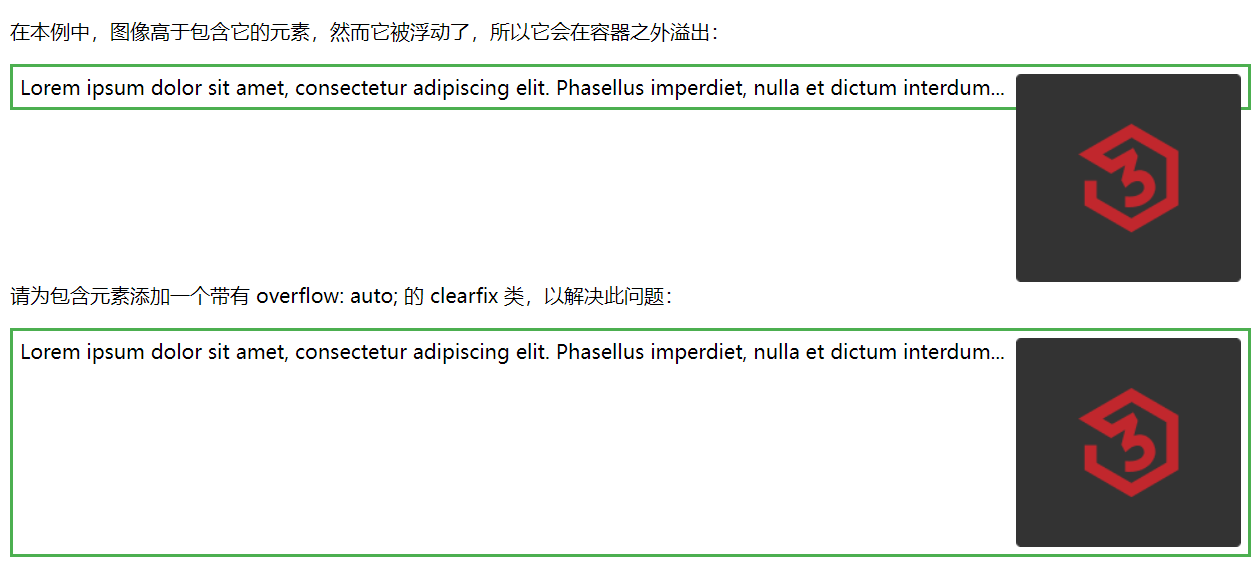 在本例中，图像高于包含它的元素，然而它被浮动了，所以它会在容器之外溢出：
Lorem ipsum dolor sit amet, consectetur adipiscing elit. Phasellus imperdiet, nulla et dictum interdum...
3
请为包含元素添加一个带有 overflow: auto; 的 clearfix 类，以解决此问题：
Lorem ipsum dolor sit amet, consectetur adipiscing elit. Phasellus imperdiet, nulla et dictum interdum...
3